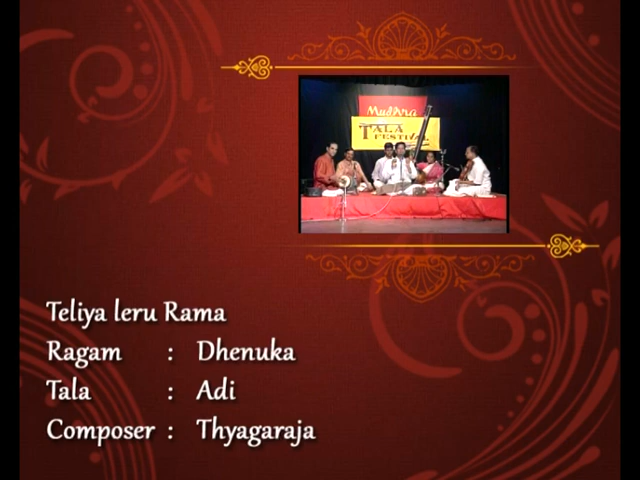 Mudhra
TALA
FESTIVAL
Teliya leru Rama
Ragam : Dhenuka
Tala : Adi
Composer : Thyagaraja